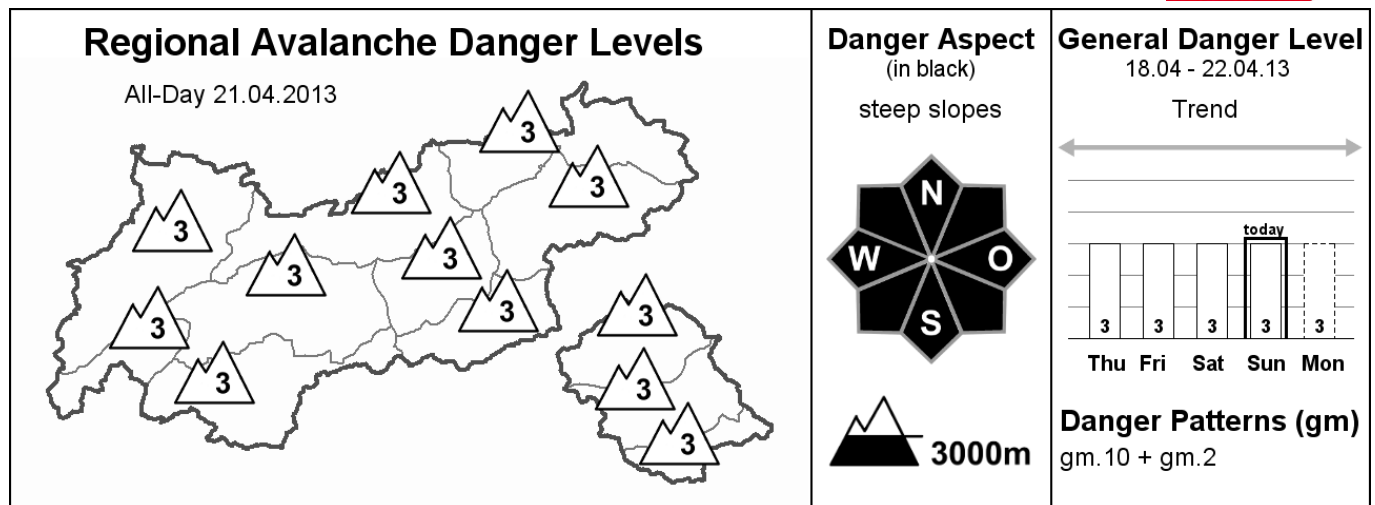 Regional Avalanche Danger Levels
All-Day 21.04.2013
3
3
3
3
3
3
3
3
3
3
3
3
Danger Aspect
(in black)
steep slopes
N
W
O
S
3000m
General Danger Level
18.04 - 22.04.13
Trend
today
3 3 3 3 3
Thu Fri Sat Sun Mon
Danger Patterns (gm)
gm.10 + gm.2